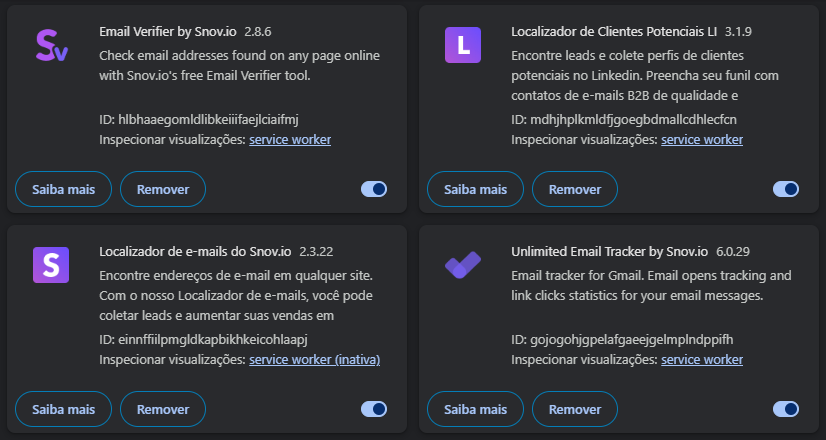 Email Verifier by Snov.io 2.8.6
Check email addresses found on any page online
with Snov.io's free Email Verifier tool.
ID: hlbhaaegomldlibkeiiifaejlciaifmj
Inspecionar visualizações: service worker
Saiba mais
Remover
L
Localizador de Clientes Potenciais LI 3.1.9
Encontre leads e colete perfis de clientes
potenciais no Linkedin. Preencha seu funil com
contatos de e-mails B2B de qualidade e
ID: mdhjhplkmldfjgoegbdmallcdhlecfcn
Inspecionar visualizações: service worker
Saiba mais
Remover
S
Localizador de e-mails do Snov.io 2.3.22
Encontre endereços de e-mail em qualquer site.
Com o nosso Localizador de e-mails, você pode
coletar leads e aumentar suas vendas em
ID: einnffiilpmgldkapbikhkeicohlaapj
Inspecionar visualizações: service worker (inativa)
Saiba mais
Remover
Unlimited Email Tracker by Snov.io 6.0.29
Email tracker for Gmail. Email opens tracking and
link clicks statistics for your email messages.
ID: gojogohjgpelafgaeejgelmplndppifh
Inspecionar visualizações: service worker
Saiba mais
Remover
Sv